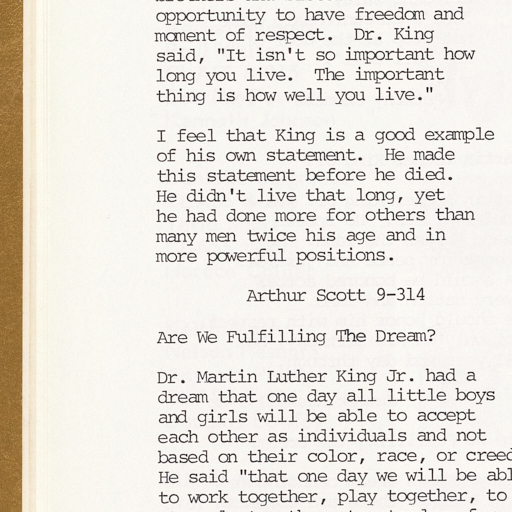 opportunity to have freedom and
moment of respect.  Dr. King
said, "It isn't so important how
long you live.  The important
thing is how well you live."

I feel that King is a good example
of his own statement.  He made
this statement before he died.
He didn't live that long, yet
he had done more for others than
many men twice his age and in
more powerful positions.

Arthur Scott 9-314

Are We Fulfilling The Dream?

Dr. Martin Luther King Jr. had a
dream that one day all little boys
and girls will be able to accept
each other as individuals and not
based on their color, race, or creed
He said "that one day we will be abl
to work together, play together, to